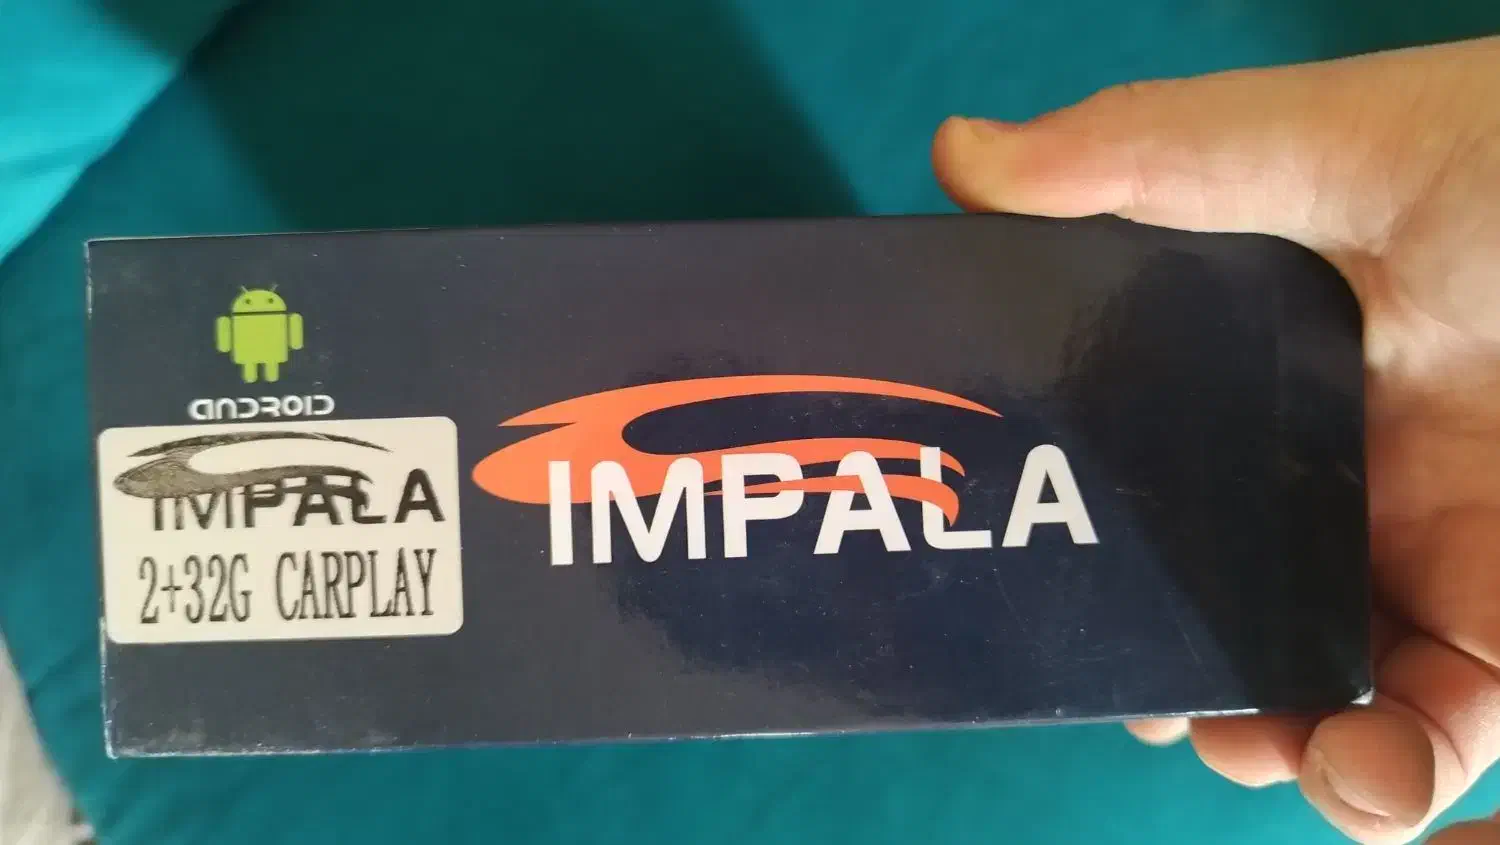 ANDROID
IMPALA
2+32G CARPLAY
IMPALA